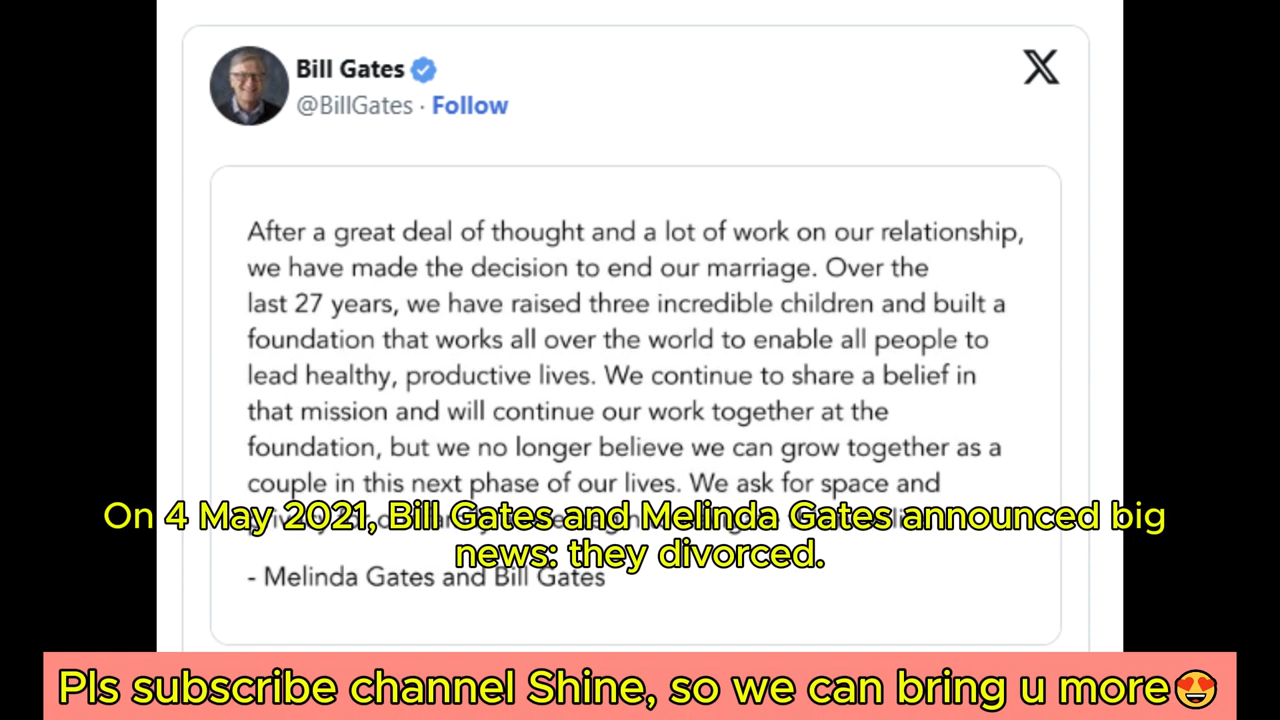 Bill Gates
@BillGates · Follow
After a great deal of thought and a lot of work on our relationship,
we have made the decision to end our marriage. Over the
last 27 years, we have raised three incredible children and built a
foundation that works all over the world to enable all people to
lead healthy, productive lives. We continue to share a belief in
that mission and will continue our work together at the
foundation, but we no longer believe we can grow together as a
couple in this next phase of our lives. We ask for space and
On 4 May 2021, Bill Gates and Melinda Gates announced big
news: they divorced.
- Melinda Gates and Bill Gates
Pls subscribe channel Shine, so we can bring u more😍